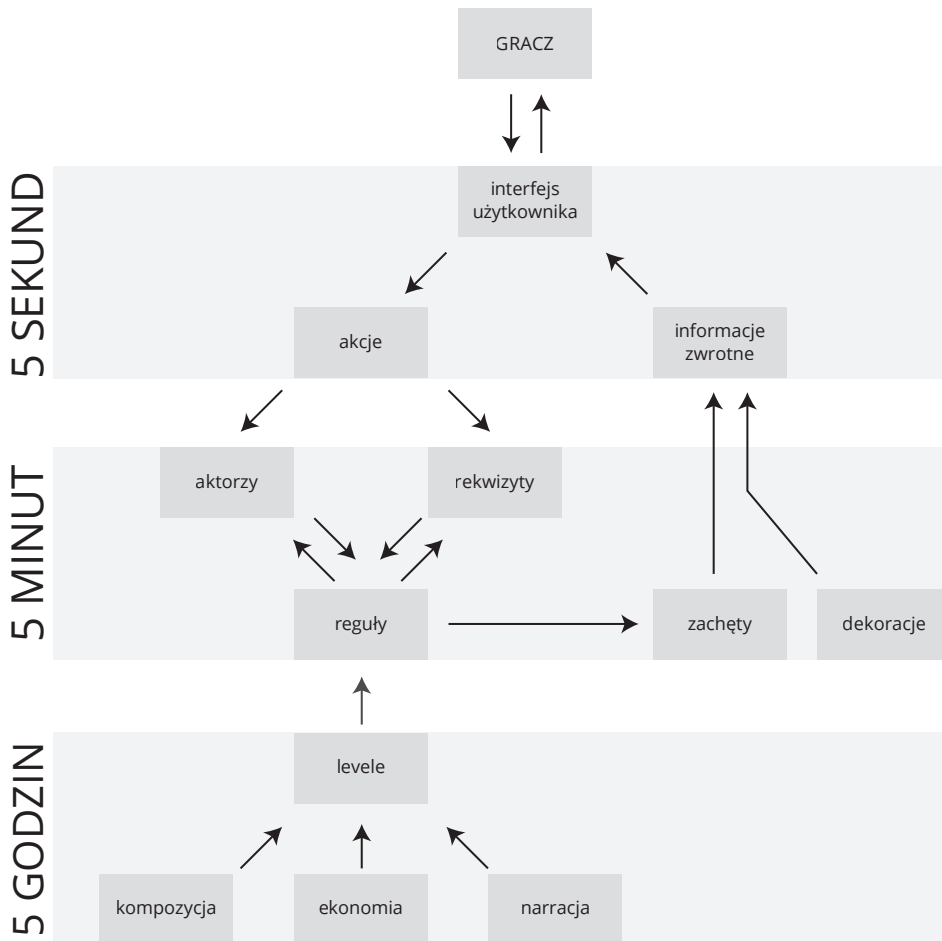 GRACZ
5 SEKUND
interfejs
użytkownika
akcje
informacje
zwrotne
5 MINUT
aktorzy
rekwizyty
reguły
zachęty
dekoracje
5 GODZIN
levele
kompozycja
ekonomia
narracja